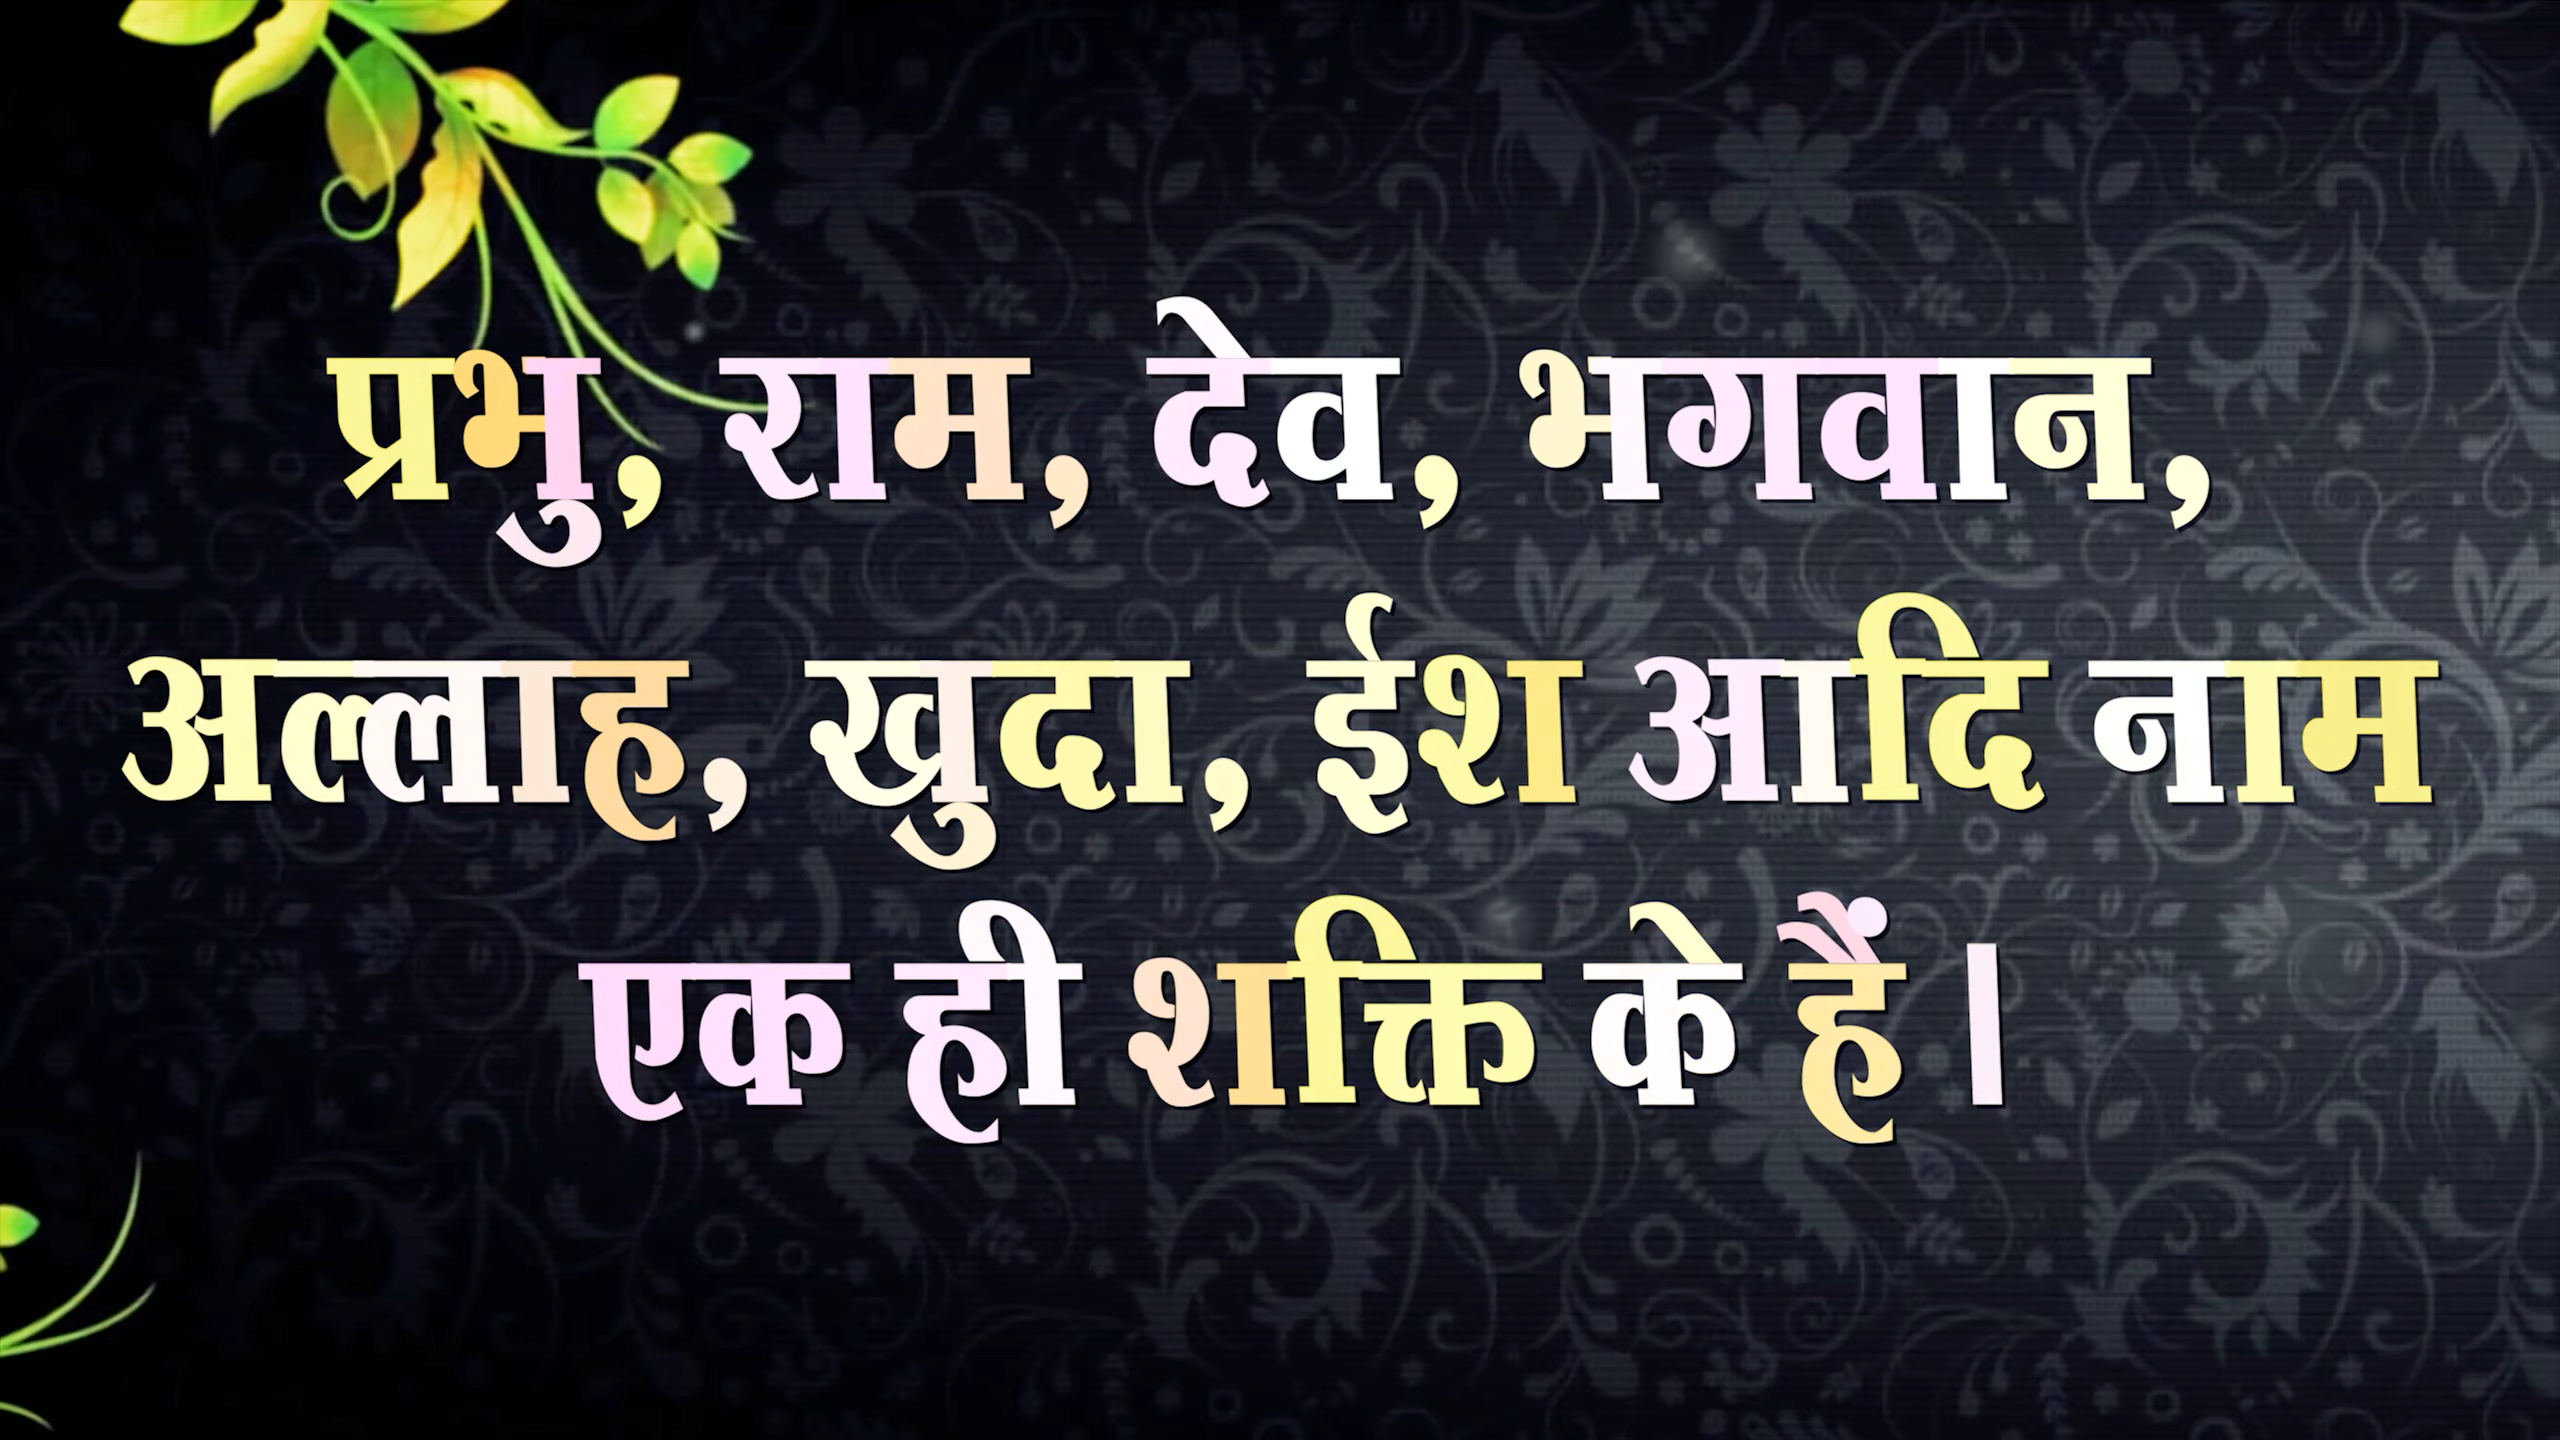 प्रभु, राम, देव, भगवान,
अल्लाह, खुदा, ईश आदि नाम
एक ही शक्ति के हैं।